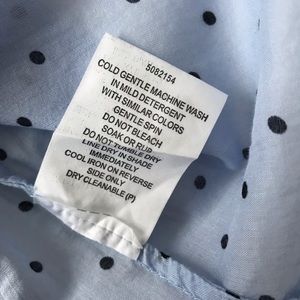 5082154
COLD GENTLE MACHINE WASH
IN MILD DETERGENT
WITH SIMILAR COLORS
GENTLE SPIN
DO NOT BLEACH
SOAK OR RUB
DO NOT TUMBLE DRY
LINE DRY IN SHADE
IMMEDIATELY
COOL IRON ON REVERSE
SIDE ONLY
DRY CLEANABLE (P)